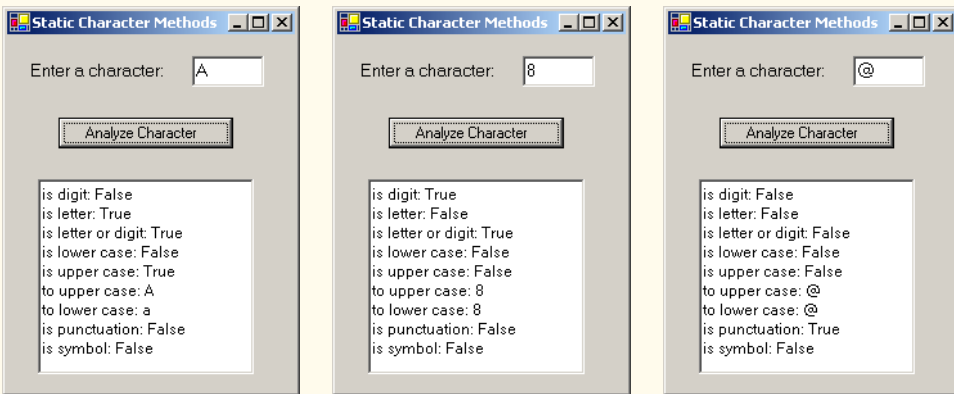 Static Character Methods
Enter a character: A
Analyze Character
is digit: False
is letter: True
is letter or digit: True
is lower case: False
is upper case: True
to upper case: A
to lower case: a
is punctuation: False
is symbol: False
Static Character Methods
Enter a character: 8
Analyze Character
is digit: True
is letter: False
is letter or digit: True
is lower case: False
is upper case: False
to upper case: 8
to lower case: 8
is punctuation: False
is symbol: False
Static Character Methods
Enter a character: @
Analyze Character
is digit: False
is letter: False
is letter or digit: False
is lower case: False
is upper case: False
to upper case: @
to lower case: @
is punctuation: True
is symbol: False